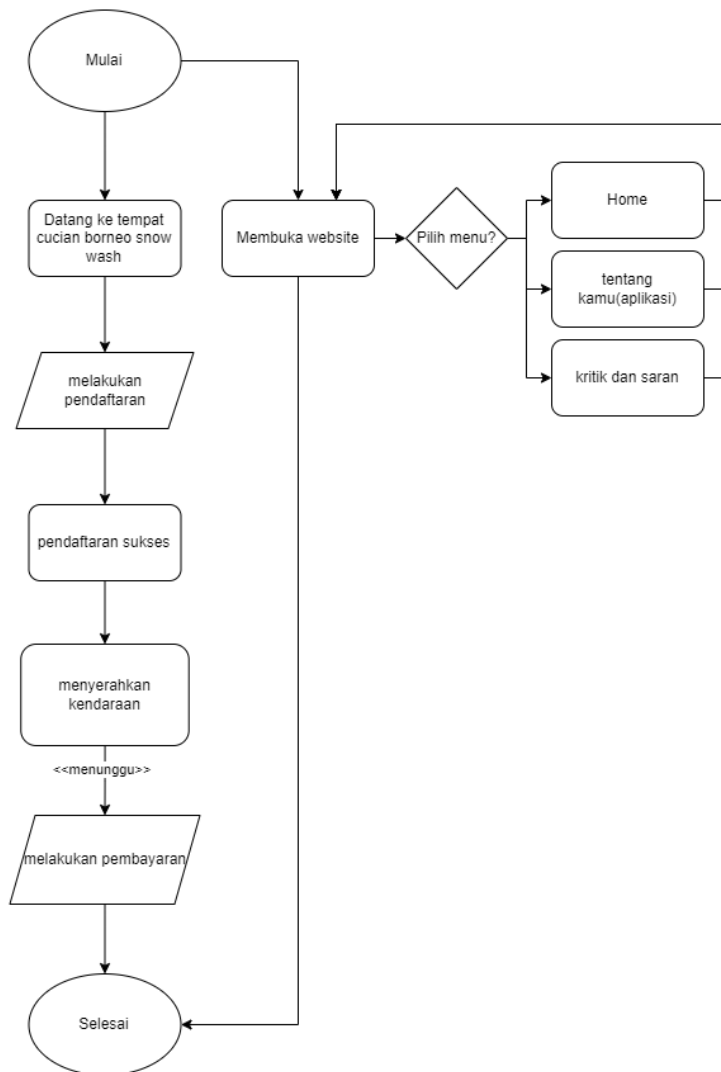 Mulai
Datang ke tempat
cucian borneo snow
wash
melakukan
pendaftaran
pendaftaran sukses
menyerahkan
kendaraan
<<menunggu>>
melakukan pembayaran
Selesai
Membuka website
Pilih menu?
Home
tentang
kamu(aplikasi)
kritik dan saran